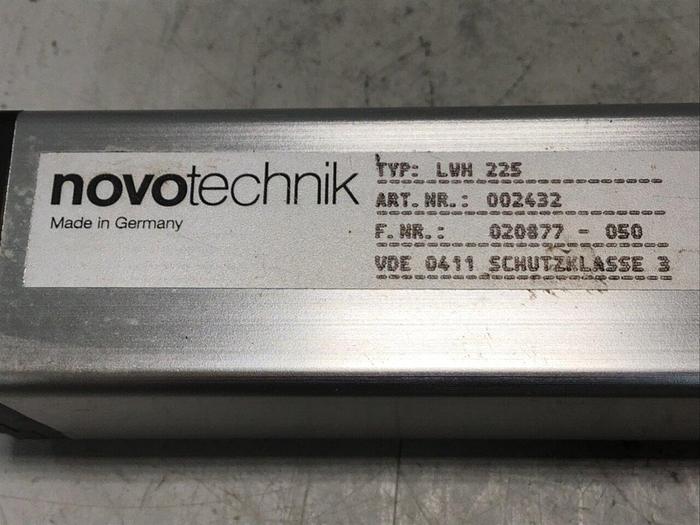 novotechnik
Made in Germany
TYP: LWH 225
ART. NR.: 002432
F. NR.: 020877 - 050
VDE 0411 SCHUTZKLASSE 3